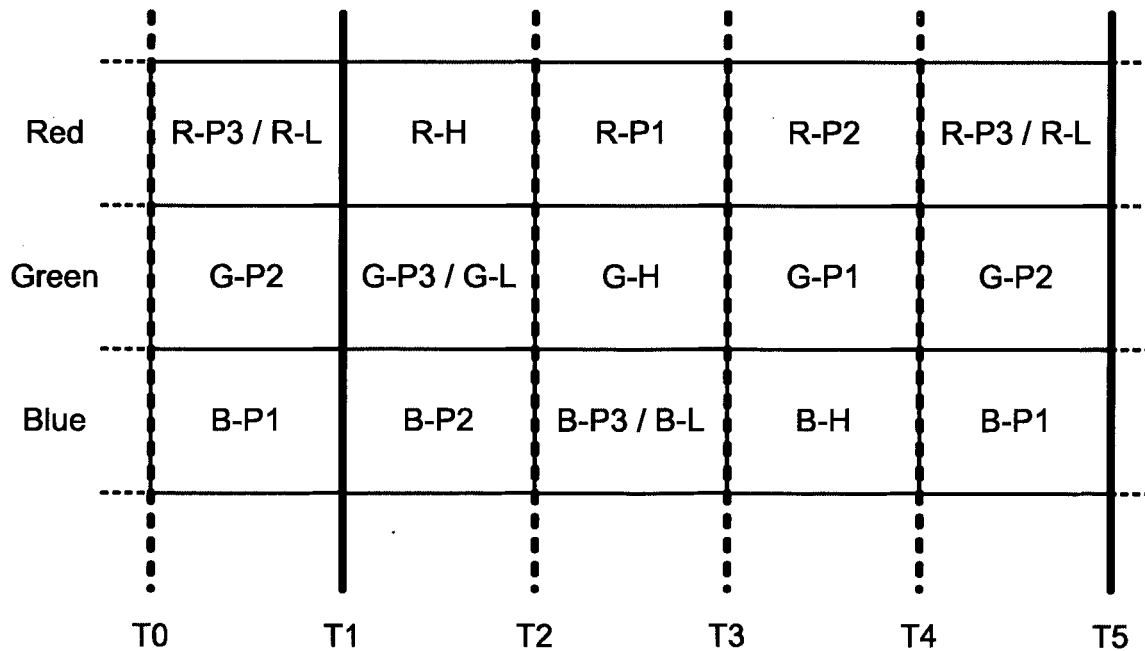 Red R-P3 / R-L R-H R-P1 R-P2 R-P3 / R-L
Green G-P2 G-P3 / G-L G-H G-P1 G-P2
Blue B-P1 B-P2 B-P3 / B-L B-H B-P1
T0 T1 T2 T3 T4 T5